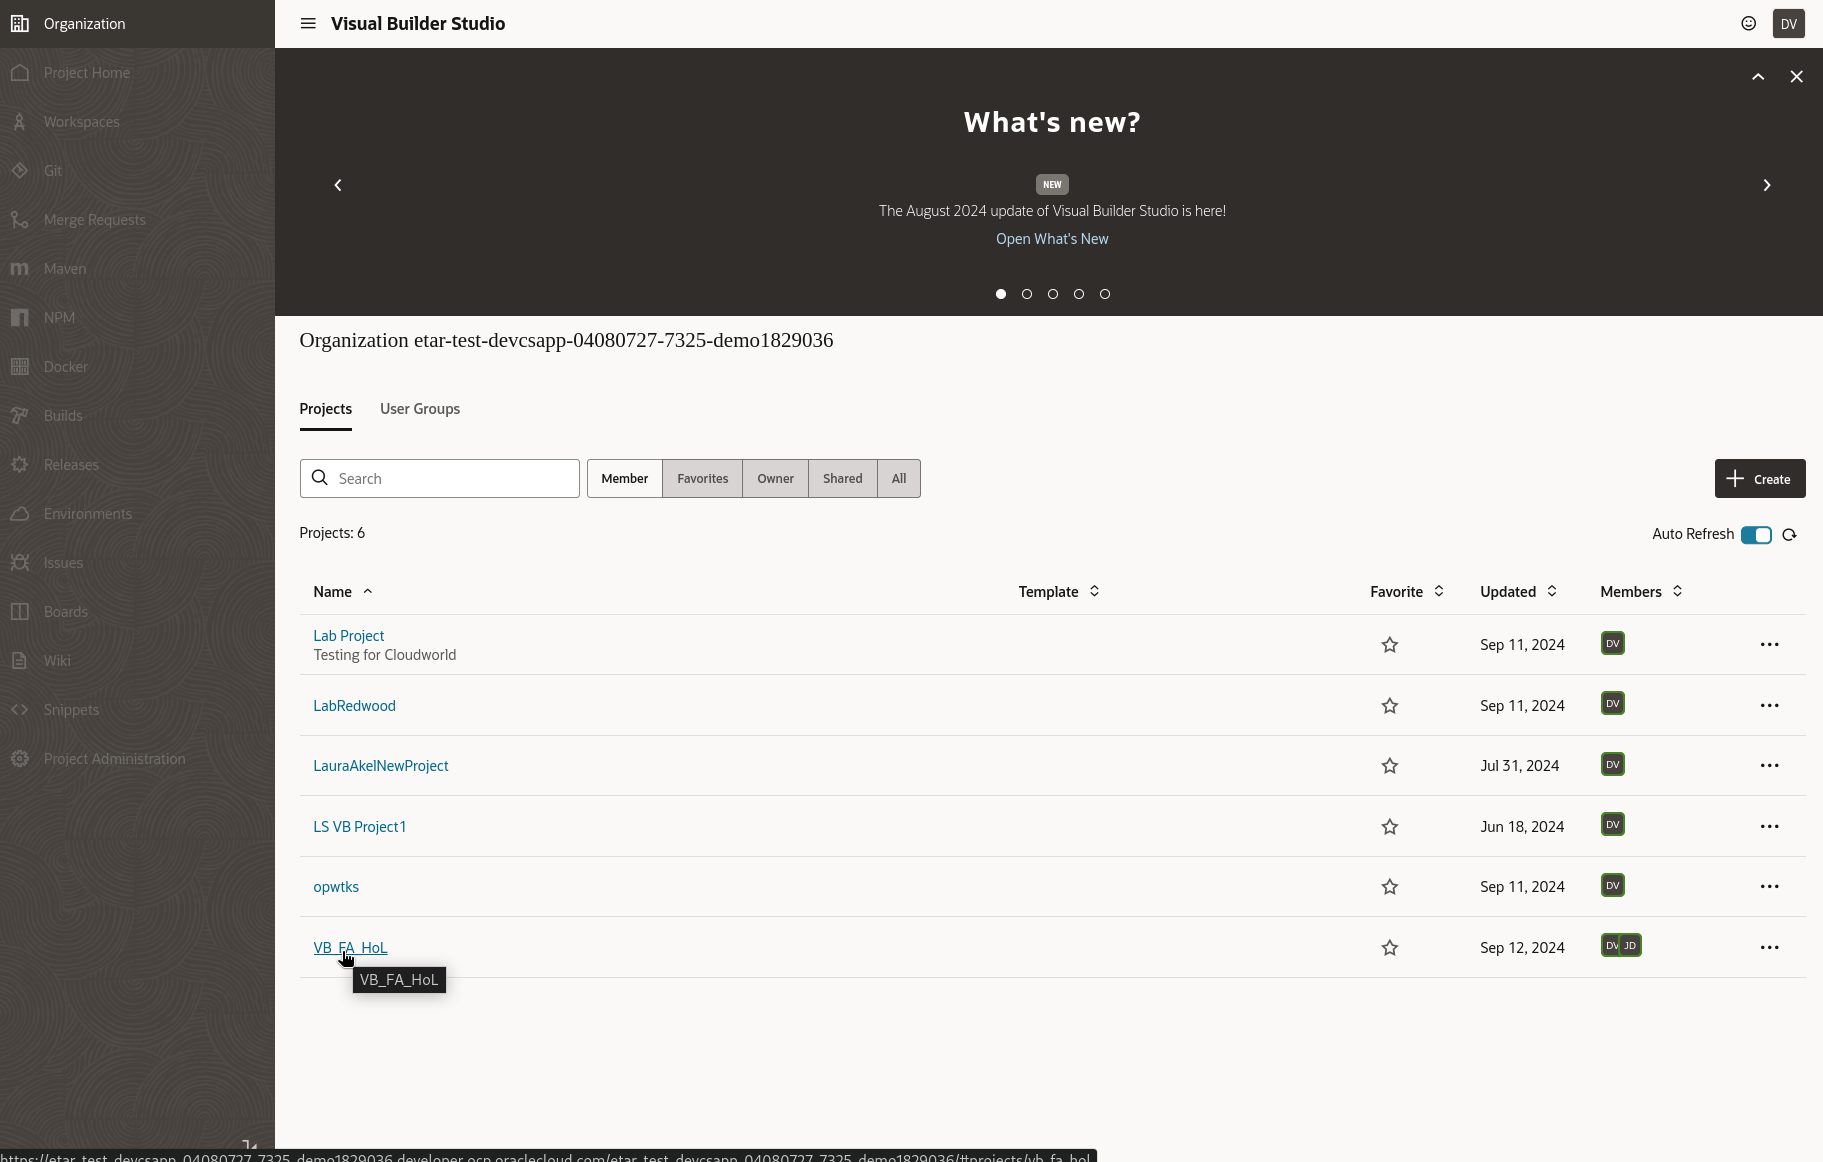 Organization
Visual Builder Studio
DV
Project Home
Workspaces
Git
Merge Requests
Maven
NPM
Docker
Builds
Releases
Environments
Issues
Boards
Wiki
Snippets
Project Administration
What's new?
NEW
The August 2024 update of Visual Builder Studio is here!
Open What's New
Organization etar-test-devcsapp-04080727-7325-demo1829036
Projects User Groups
Search Member Favorites Owner Shared All Create
Projects: 6 Auto Refresh
Name Template Favorite Updated Members
Lab Project Sep 11, 2024 DV
Testing for Cloudworld
LabRedwood Sep 11, 2024 DV
LauraAkelNewProject Jul 31, 2024 DV
LS VB Project1 Jun 18, 2024 DV
opwtks Sep 11, 2024 DV
VB_FA_HoL Sep 12, 2024 DV JD
VB_FA_HoL
https://etar-test-devcsapp-04080727-7325-demo1829036.developer.ocp.oraclecloud.com/etar-test-devcsapp-04080727-7325-demo1829036/#projects/vb_fa_hol